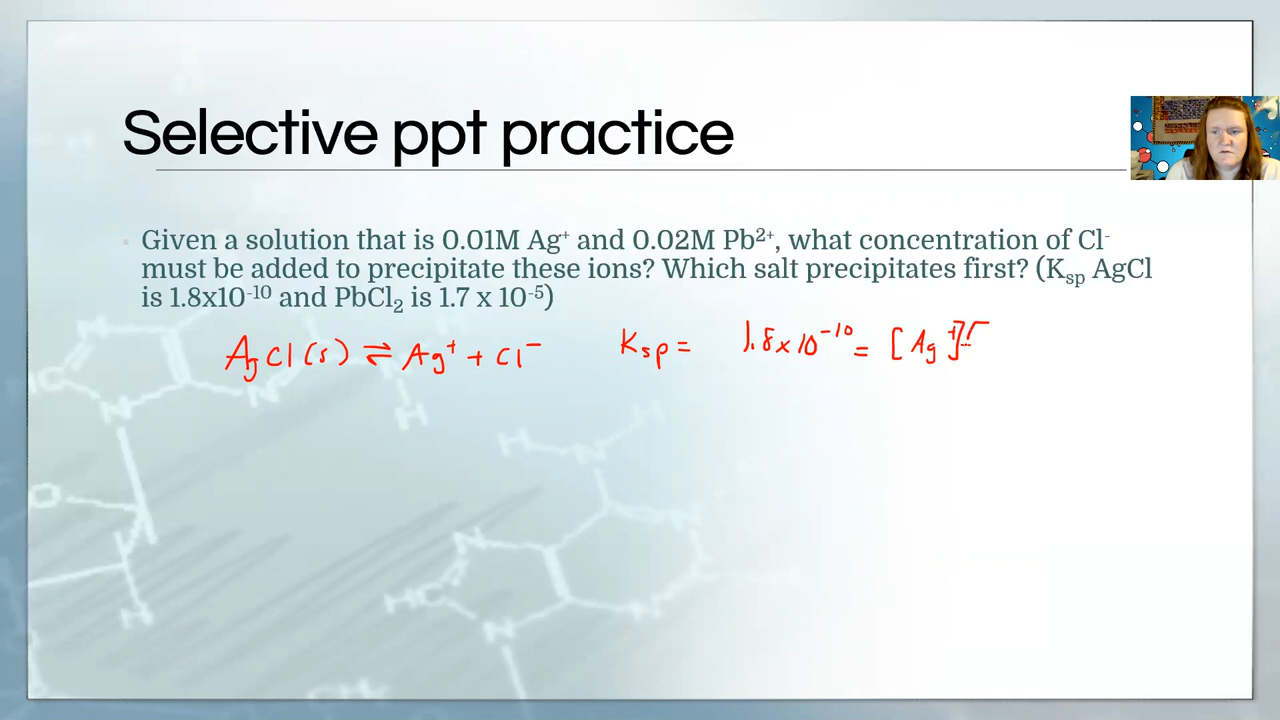 Selective ppt practice
Given a solution that is 0.01M Ag⁺ and 0.02M Pb²⁺, what concentration of Cl⁻
must be added to precipitate these ions? Which salt precipitates first? (Ksp AgCl
is 1.8x10⁻¹⁰ and PbCl₂ is 1.7 x 10⁻⁵)
AgCl(s) ⇌ Ag⁺ + Cl⁻ Ksp = 1.8 x 10⁻¹⁰ = [Ag⁺][